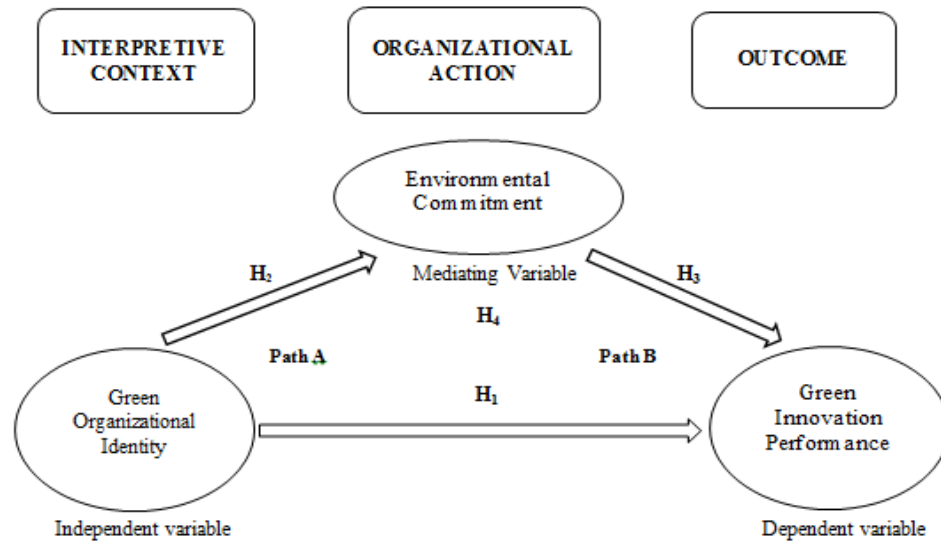 INTERPRETIVE
CONTEXT
ORGANIZATIONAL
ACTION
OUTCOME
Environmental
Commitment
Mediating Variable
H₂
H₃
H₄
Path A
Path B
H₁
Green
Organizational
Identity
Green
Innovation
Performance
Independent variable
Dependent variable